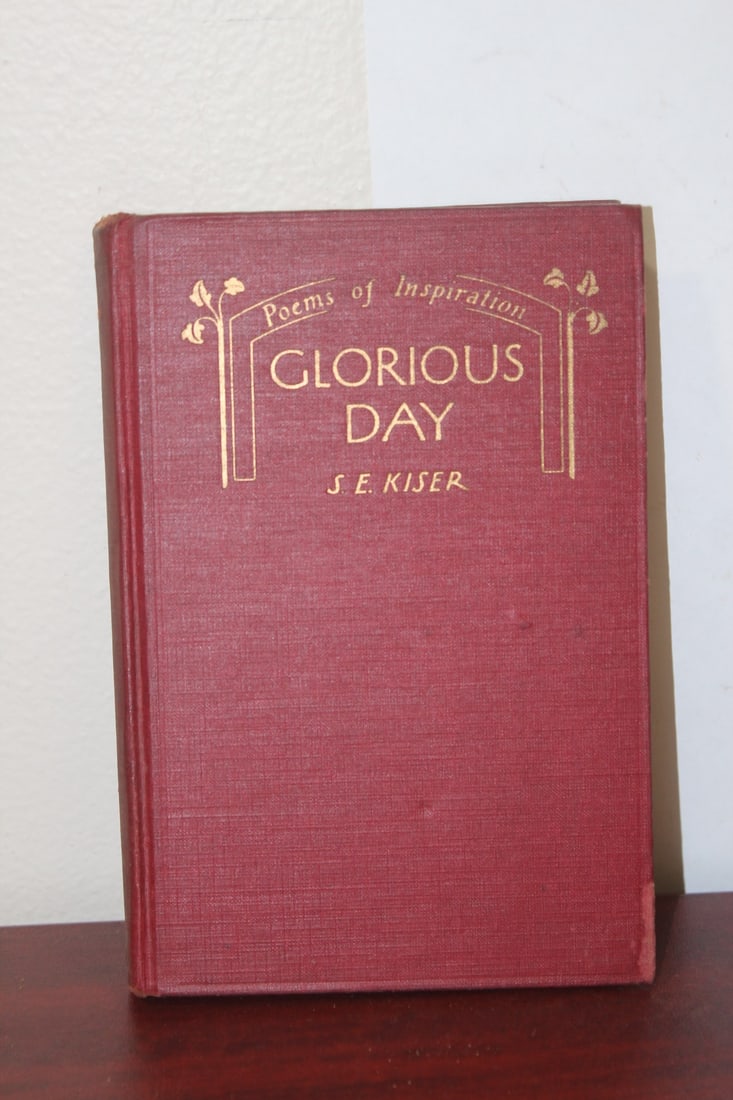 Poems of Inspiration
GLORIOUS
DAY
S. E. KISER